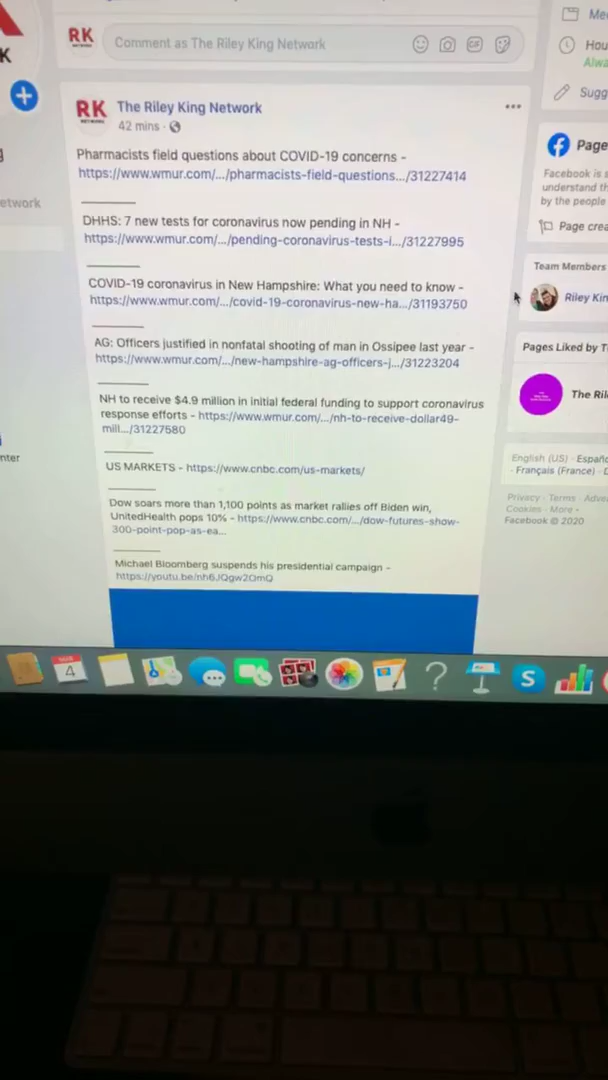 K
RK
Comment as The Riley King Network
GIF
Alwa
Sugg
RK
NETWORK
The Riley King Network
42 mins ·
Pharmacists field questions about COVID-19 concerns -
https://www.wmur.com/.../pharmacists-field-questions.../31227414
DHHS: 7 new tests for coronavirus now pending in NH -
https://www.wmur.com/.../pending-coronavirus-tests-i.../31227995
COVID-19 coronavirus in New Hampshire: What you need to know -
https://www.wmur.com/.../covid-19-coronavirus-new-ha.../31193750
AG: Officers justified in nonfatal shooting of man in Ossipee last year -
https://www.wmur.com/.../new-hampshire-ag-officers-j.../31223204
NH to receive $4.9 million in initial federal funding to support coronavirus
response efforts - https://www.wmur.com/.../nh-to-receive-dollar49-
mill.../31227580
US MARKETS - https://www.cnbc.com/us-markets/
Dow soars more than 1,100 points as market rallies off Biden win,
UnitedHealth pops 10% - https://www.cnbc.com/.../dow-futures-show-
300-point-pop-as-ea...
Michael Bloomberg suspends his presidential campaign -
https://youtu.be/nh6JQgw2OmQ
etwork
nter
Hou
Page
Facebook is s
understand th
by the people
Page crea
Team Members
Riley Kin
Pages Liked by T
The Ril
English (US) · Españo
· Français (France) ·
Privacy · Terms · Adve
Cookies · More ·
Facebook © 2020
4
?
S